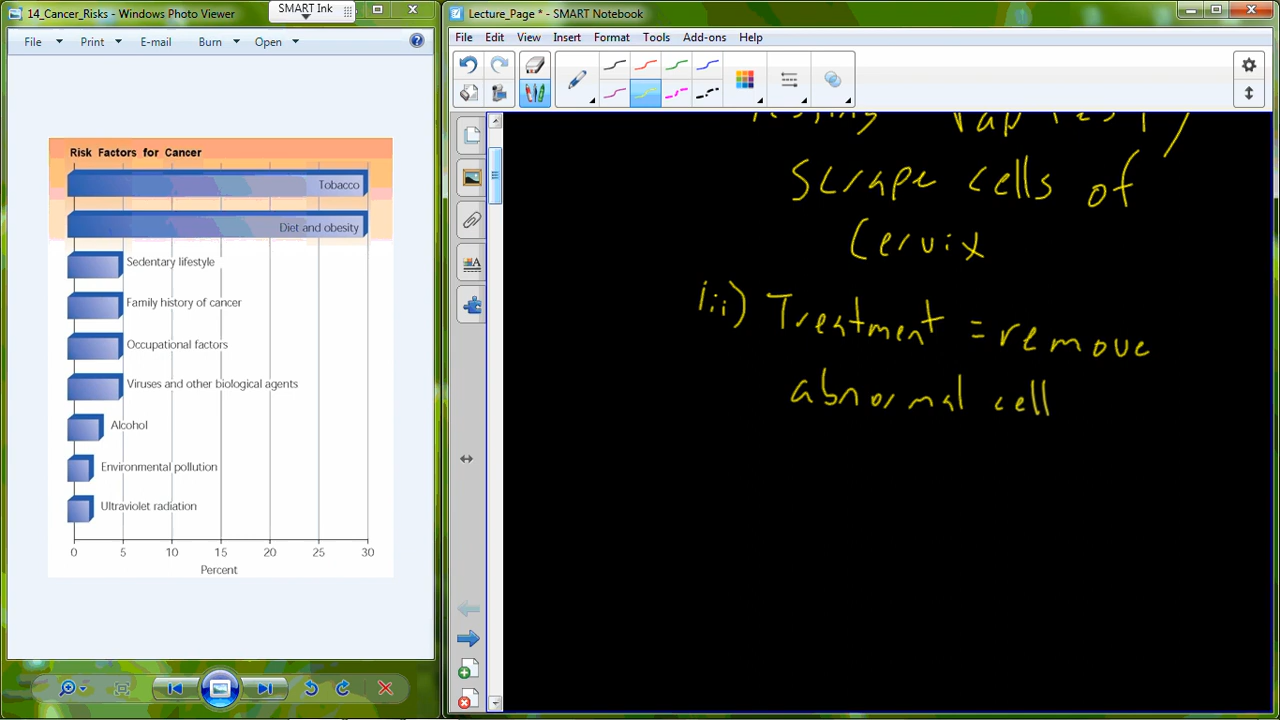 14_Cancer_Risks - Windows Photo Viewer
SMART Ink
File Print E-mail Burn Open
Risk Factors for Cancer
Tobacco
Diet and obesity
Sedentary lifestyle
Family history of cancer
Occupational factors
Viruses and other biological agents
Alcohol
Environmental pollution
Ultraviolet radiation
0 5 10 15 20 25 30
Percent
Lecture_Page * - SMART Notebook
File Edit View Insert Format Tools Add-ons Help
Testing Pap test,
Scrape cells of
Cervix
iii) Treatment = remove
abnormal cell